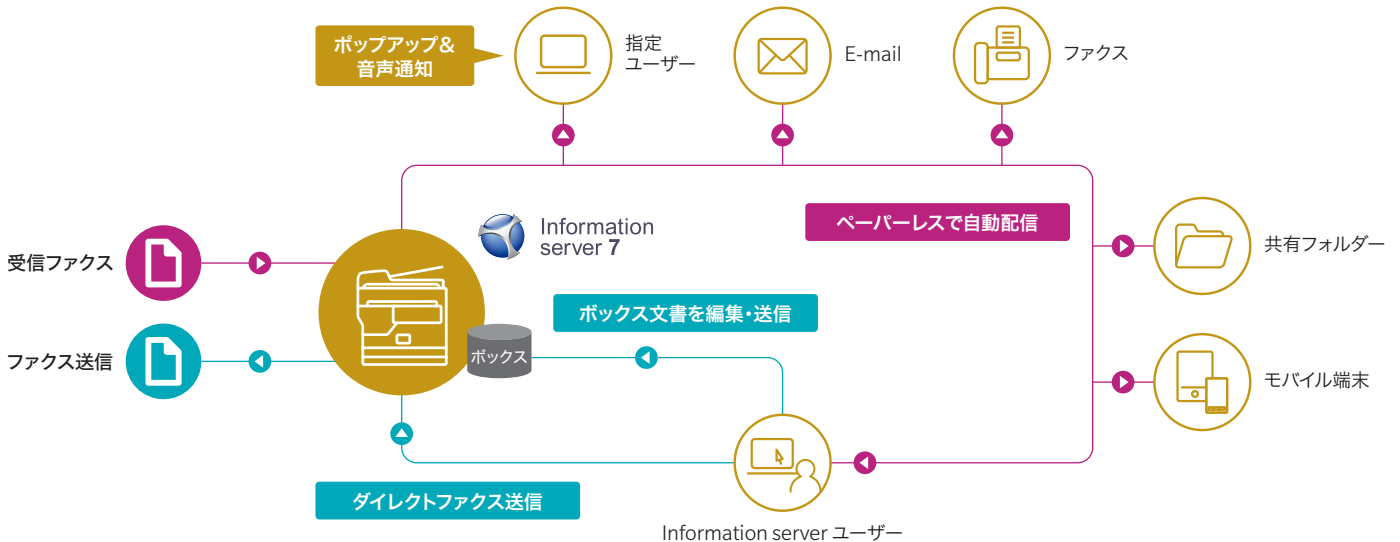 ポップアップ&
音声通知
指定
ユーザー
E-mail
ファクス
Information
server 7
ペーパーレスで自動配信
受信ファクス
共有フォルダー
ボックス文書を編集・送信
ファクス送信
ボックス
モバイル端末
ダイレクトファクス送信
Information server ユーザー